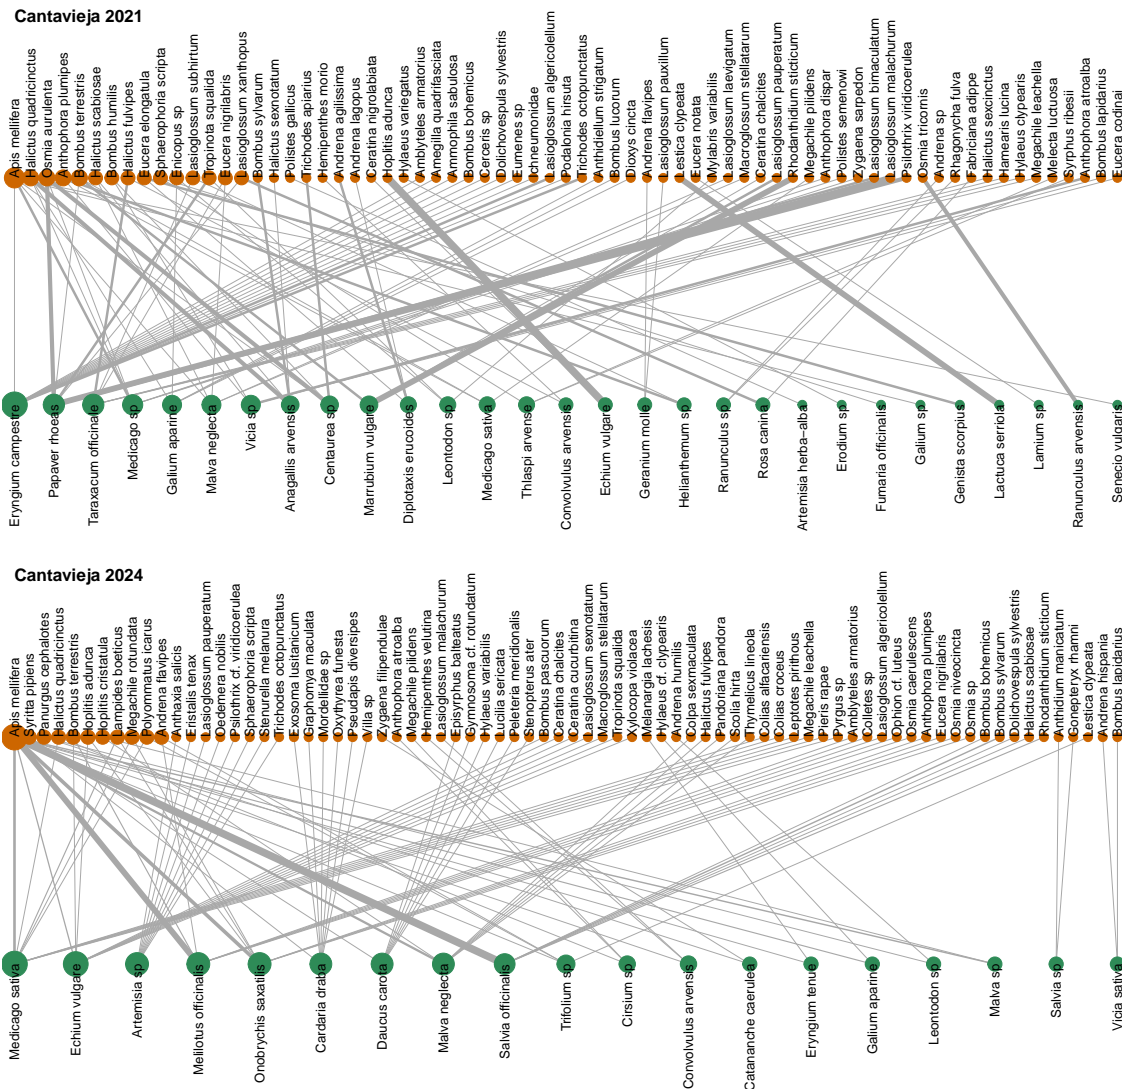 Cantavieja 2021
Apis mellifera
Halictus quadricinctus
Osmia aurulenta
Anthophora plumipes
Bombus terrestris
Halictus scabiosae
Bombus humilis
Halictus fulvipes
Eucera elongatula
Sphaerophoria scripta
Enicopus sp
Lasioglossum subhirtum
Tropinota squalida
Eucera nigrilabris
Lasioglossum xanthopus
Bombus sylvarum
Halictus sexnotatum
Polistes gallicus
Trichodes apiarius
Hemipenthes morio
Andrena agilissima
Andrena lagopus
Ceratina nigrolabiata
Hoplitis adunca
Hylaeus variegatus
Amblyteles armatorius
Amegilla quadrifasciata
Ammophila sabulosa
Bombus bohemicus
Cerceris sp
Dolichovespula sylvestris
Eumenes sp
Ichneumonidae
Lasioglossum algericolellum
Podalonia hirsuta
Trichodes octopunctatus
Anthidiellum strigatum
Bombus lucorum
Dioxys cincta
Andrena flavipes
Lasioglossum pauxillum
Lestica clypeata
Eucera notata
Mylabris variabilis
Lasioglossum laevigatum
Macroglossum stellatarum
Ceratina chalcites
Lasioglossum pauperatum
Rhodanthidium sticticum
Megachile pilidens
Anthophora dispar
Polistes semenowi
Zygaena sarpedon
Lasioglossum bimaculatum
Lasioglossum malachurum
Psilothrix viridicoerulea
Osmia tricornis
Andrena sp
Rhagonycha fulva
Fabriciana adippe
Halictus sexcinctus
Hamearis lucina
Hylaeus clypearis
Megachile leachella
Melecta luctuosa
Syrphus ribesii
Anthophora atroalba
Bombus lapidarius
Eucera codinai
Eryngium campestre
Papaver rhoeas
Taraxacum officinale
Medicago sp
Galium aparine
Malva neglecta
Vicia sp
Anagallis arvensis
Centaurea sp
Marrubium vulgare
Diplotaxis erucoides
Leontodon sp
Medicago sativa
Thlaspi arvense
Convolvulus arvensis
Echium vulgare
Geranium molle
Helianthemum sp
Ranunculus sp
Rosa canina
Artemisia herba−alba
Erodium sp
Fumaria officinalis
Galium sp
Genista scorpius
Lactuca serriola
Lamium sp
Ranunculus arvensis
Senecio vulgaris
Cantavieja 2024
Apis mellifera
Syritta pipiens
Panurgus cephalotes
Halictus quadricinctus
Bombus terrestris
Hoplitis adunca
Hoplitis cristatula
Lampides boeticus
Megachile rotundata
Polyommatus icarus
Andrena flavipes
Anthaxia salicis
Eristalis tenax
Lasioglossum pauperatum
Oedemera nobilis
Psilothrix cf. viridicoerulea
Sphaerophoria scripta
Stenurella melanura
Trichodes octopunctatus
Exosoma lusitanicum
Graphomya maculata
Mordellidae sp
Oxythyrea funesta
Pseudapis diversipes
Villa sp
Zygaena filipendulae
Anthophora atroalba
Megachile pilidens
Hemipenthes velutina
Lasioglossum malachurum
Episyrphus balteatus
Gymnosoma cf. rotundatum
Hylaeus variabilis
Lucilia sericata
Peleteria meridionalis
Stenopterus ater
Bombus pascuorum
Ceratina chalcites
Ceratina cucurbitina
Lasioglossum sexnotatum
Macroglossum stellatarum
Tropinota squalida
Xylocopa violacea
Melanargia lachesis
Hylaeus cf. clypearis
Andrena humilis
Colpa sexmaculata
Halictus fulvipes
Pandoriana pandora
Scolia hirta
Thymelicus lineola
Colias alfacariensis
Colias croceus
Leptotes pirithous
Megachile leachella
Pieris rapae
Pyrgus sp
Amblyteles armatorius
Colletes sp
Lasioglossum algericolellum
Ophion cf. luteus
Osmia caerulescens
Anthophora plumipes
Eucera nigrilabris
Osmia niveocincta
Osmia sp
Bombus bohemicus
Bombus sylvarum
Dolichovespula sylvestris
Halictus scabiosae
Rhodanthidium sticticum
Anthidium manicatum
Gonepteryx rhamni
Lestica clypeata
Andrena hispania
Bombus lapidarius
Medicago sativa
Echium vulgare
Artemisia sp
Melilotus officinalis
Onobrychis saxatilis
Cardaria draba
Daucus carota
Malva neglecta
Salvia officinalis
Trifolium sp
Cirsium sp
Convolvulus arvensis
Catananche caerulea
Eryngium tenue
Galium aparine
Leontodon sp
Malva sp
Salvia sp
Vicia sativa